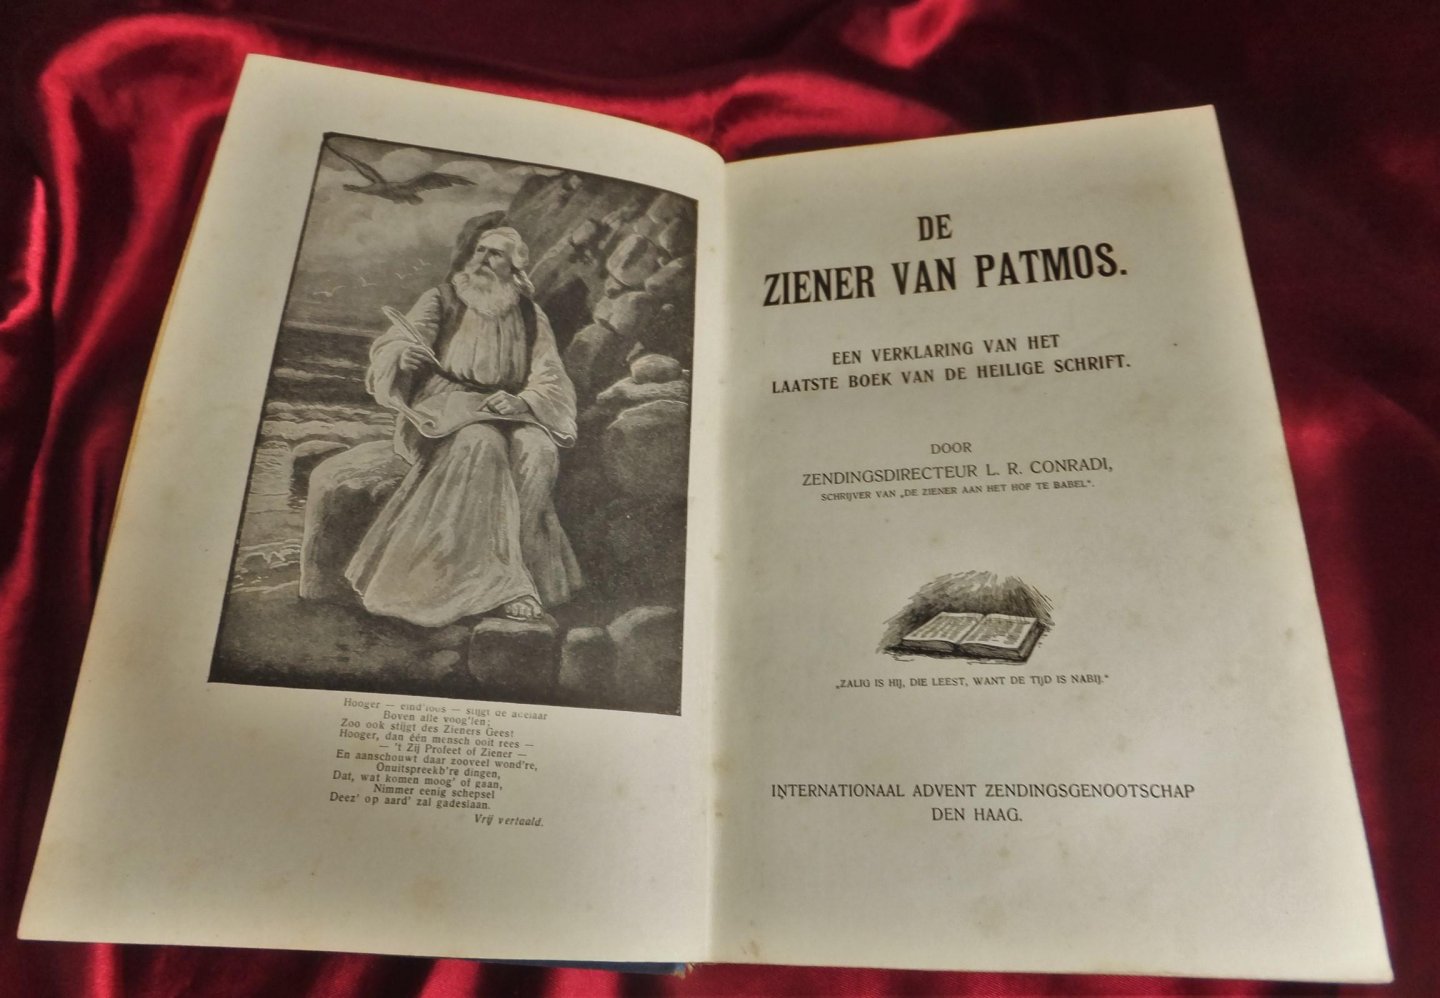 Hooger — eind'loos — stijgt de adelaar
Boven alle voog'len;
Zoo ook stijgt des Zieners Geest
Hooger, dan één mensch ooit rees —
— 't Zij Profeet of Ziener —
En aanschouwt daar zooveel wond're,
Onuitspreekb're dingen,
Dat, wat komen moog' of gaan,
Nimmer eenig schepsel
Deez' op aard' zal gadeslaan.
Vrij vertaald.
DE
ZIENER VAN PATMOS.
EEN VERKLARING VAN HET
LAATSTE BOEK VAN DE HEILIGE SCHRIFT.
DOOR
ZENDINGSDIRECTEUR L. R. CONRADI,
SCHRIJVER VAN „DE ZIENER AAN HET HOF TE BABEL".
„ZALIG IS HIJ, DIE LEEST, WANT DE TIJD IS NABIJ."
INTERNATIONAAL ADVENT ZENDINGSGENOOTSCHAP
DEN HAAG.